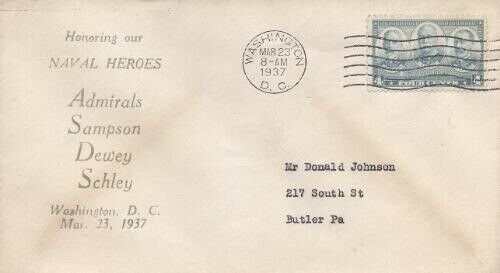 Honoring our
NAVAL HEROES
Admirals
Sampson
Dewey
Schley
Washington, D. C.
Mar. 23, 1937
WASHINGTON
MAR 23
8-AM
1937
D. C.
Mr Donald Johnson
217 South St
Butler Pa